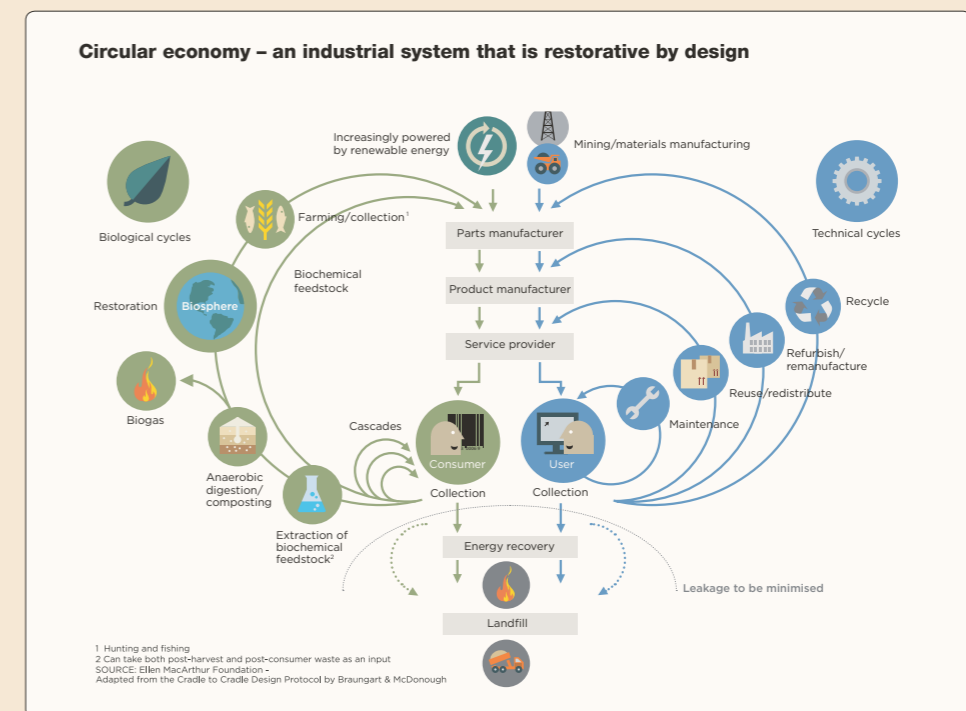 Circular economy – an industrial system that is restorative by design
Increasingly powered
by renewable energy
Mining/materials manufacturing
Biological cycles
Farming/collection¹
Technical cycles
Parts manufacturer
Biochemical
feedstock
Restoration
Biosphere
Product manufacturer
Recycle
Service provider
Refurbish/
remanufacture
Biogas
Reuse/redistribute
Cascades
Maintenance
Consumer
User
Anaerobic
digestion/
composting
Collection
Collection
Extraction of
biochemical
feedstock²
Energy recovery
Leakage to be minimised
Landfill
1 Hunting and fishing
2 Can take both post-harvest and post-consumer waste as an input
SOURCE: Ellen MacArthur Foundation –
Adapted from the Cradle to Cradle Design Protocol by Braungart & McDonough